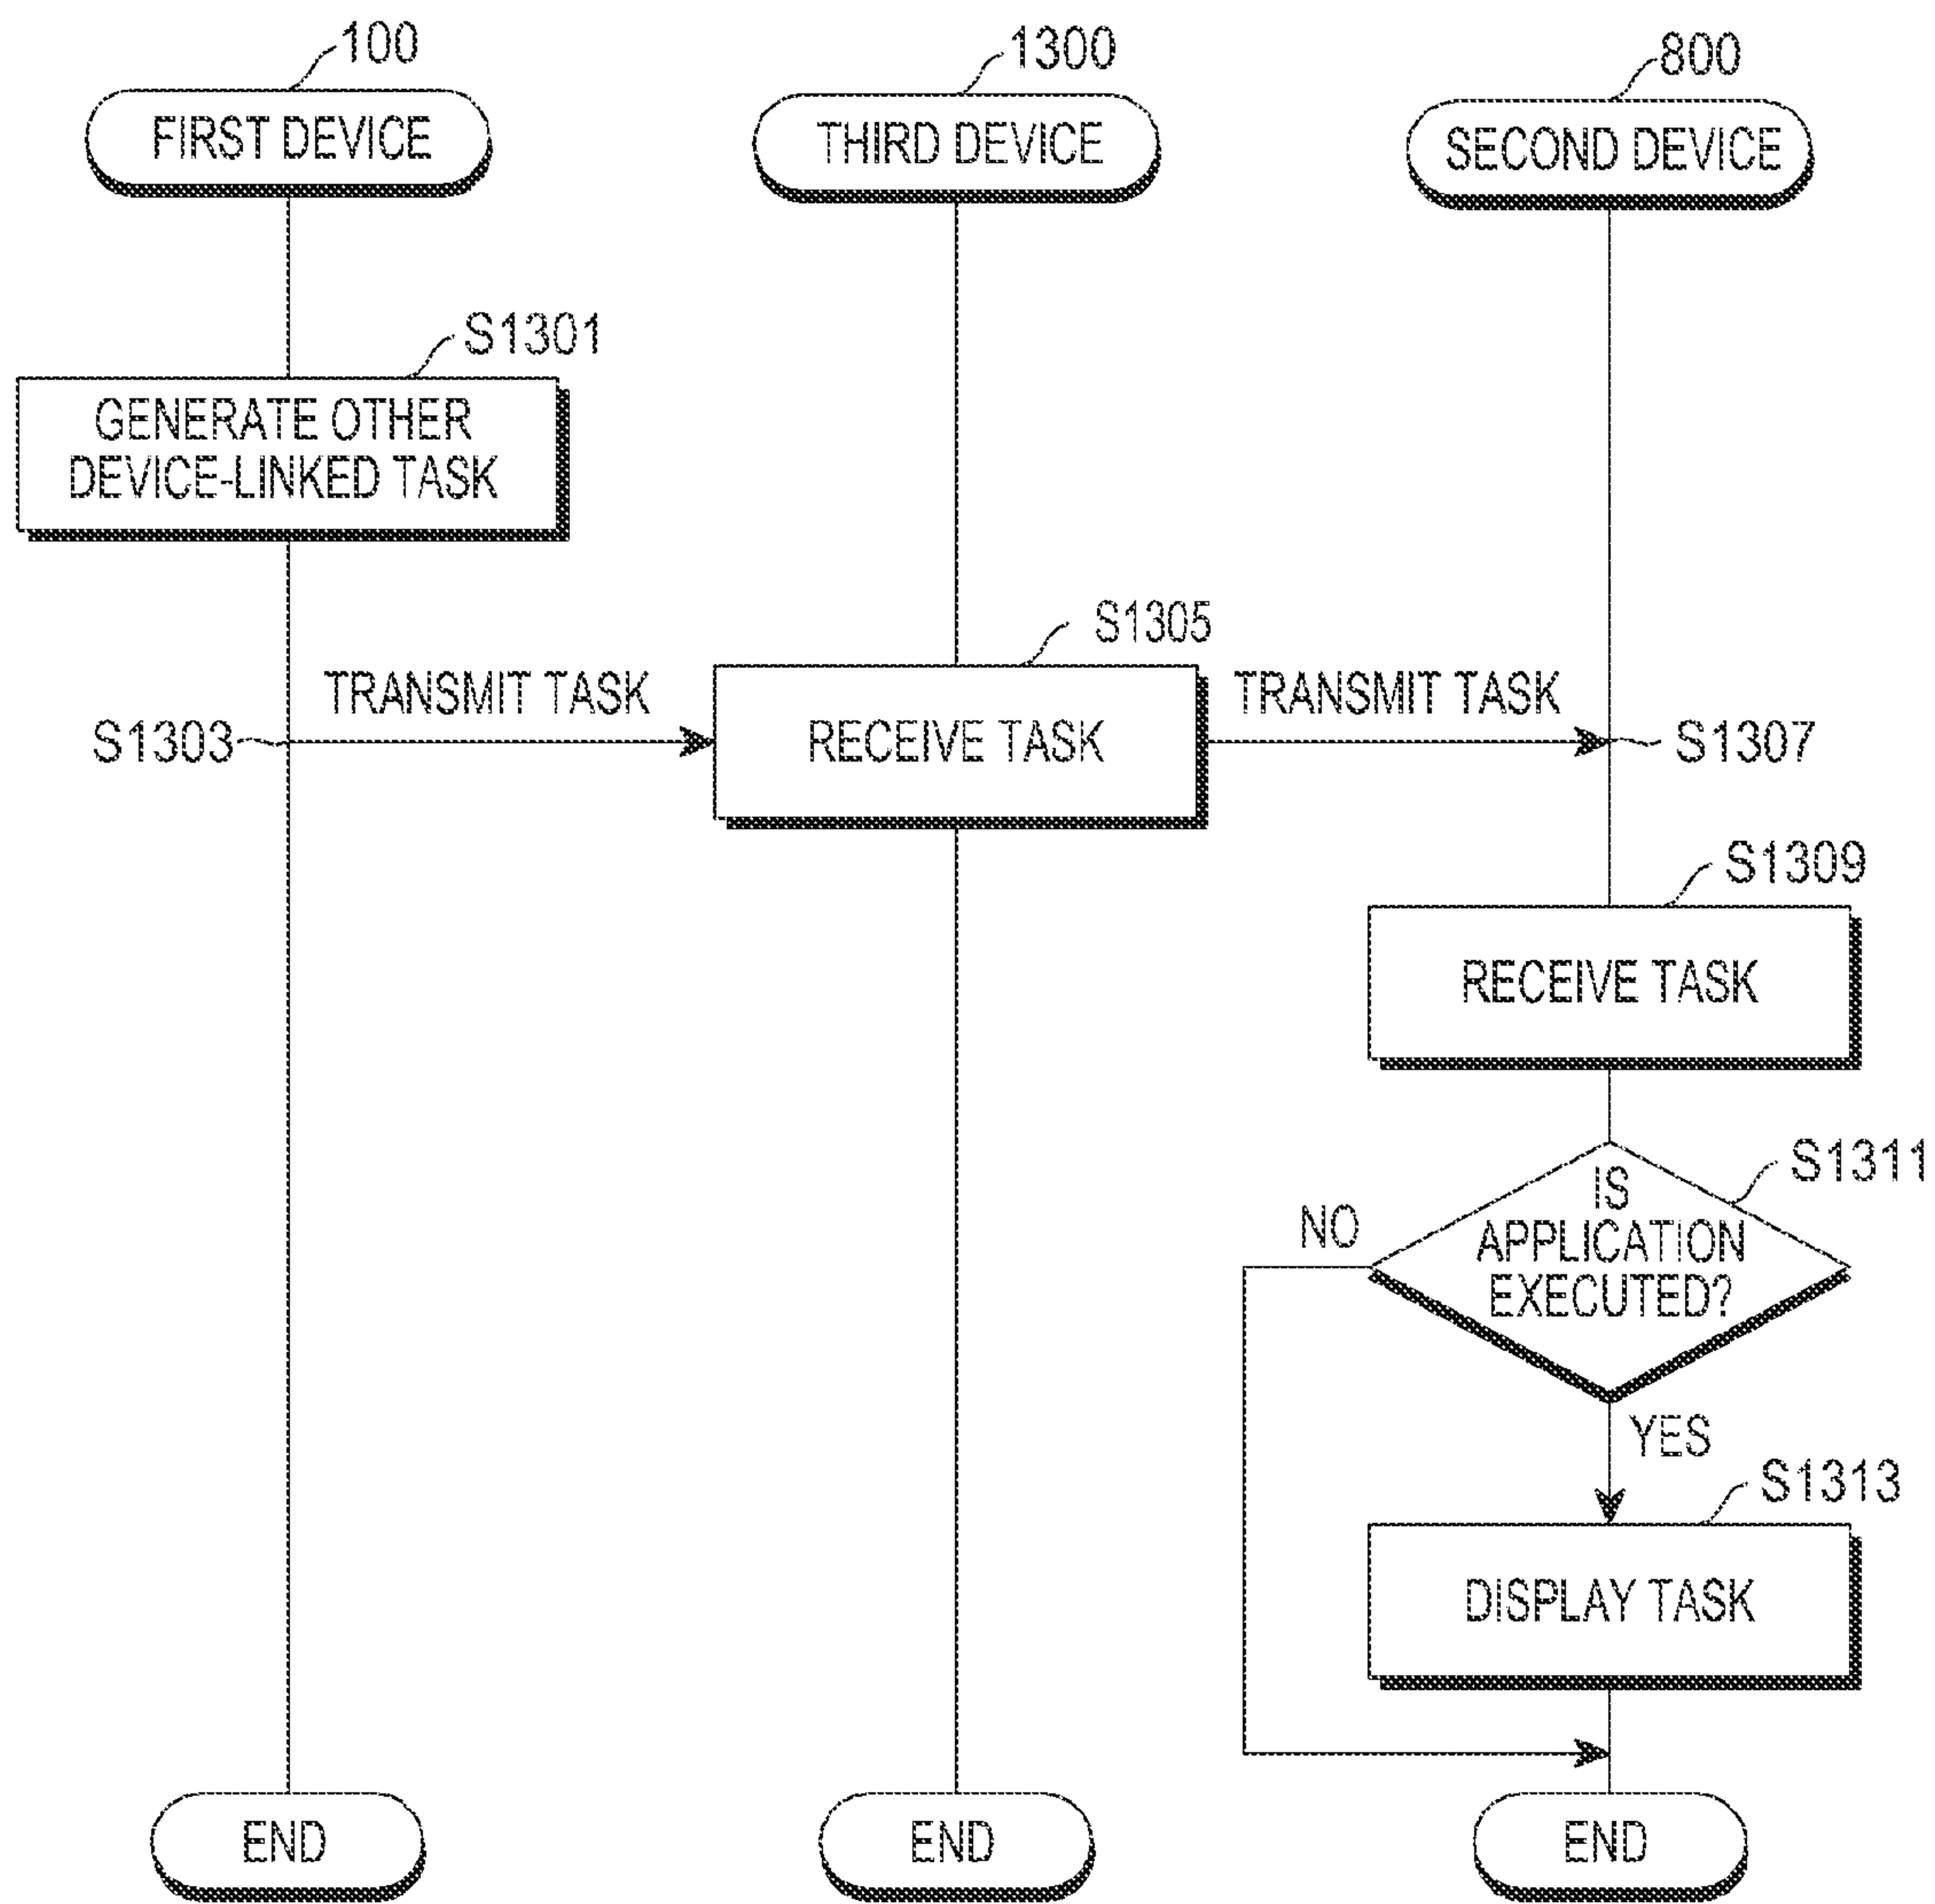 100
1300
800
FIRST DEVICE
THIRD DEVICE
SECOND DEVICE
S1301
GENERATE OTHER
DEVICE-LINKED TASK
S1305
TRANSMIT TASK
TRANSMIT TASK
S1303
RECEIVE TASK
S1307
S1309
RECEIVE TASK
S1311
IS
APPLICATION
EXECUTED?
NO
YES
S1313
DISPLAY TASK
END
END
END